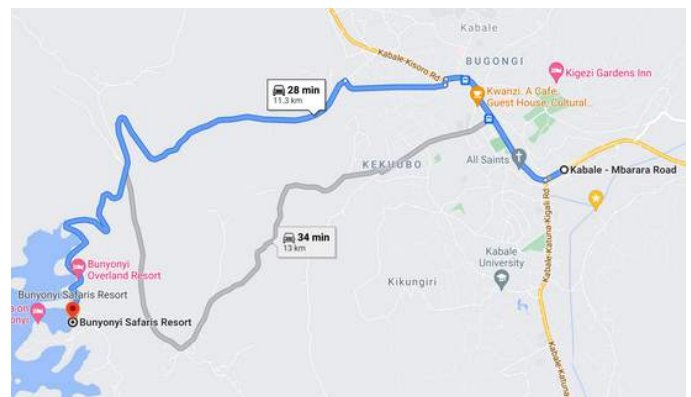 Kabale
Kabale-Kisoro Rd
BUGONGI
Kigezi Gardens Inn
28 min
11.3 km
Kwanzi. A Cafe,
Guest House, Cultural...
KEKUUBO
All Saints
Kabale - Mbarara Road
Kabale-Katuna-Kigali Rd
34 min
13 km
Kabale
University
Kikungiri
Bunyonyi
Overland Resort
Bunyonyi Safaris Resort
a on
onyi
Bunyonyi Safaris Resort
Kabale-Katuna